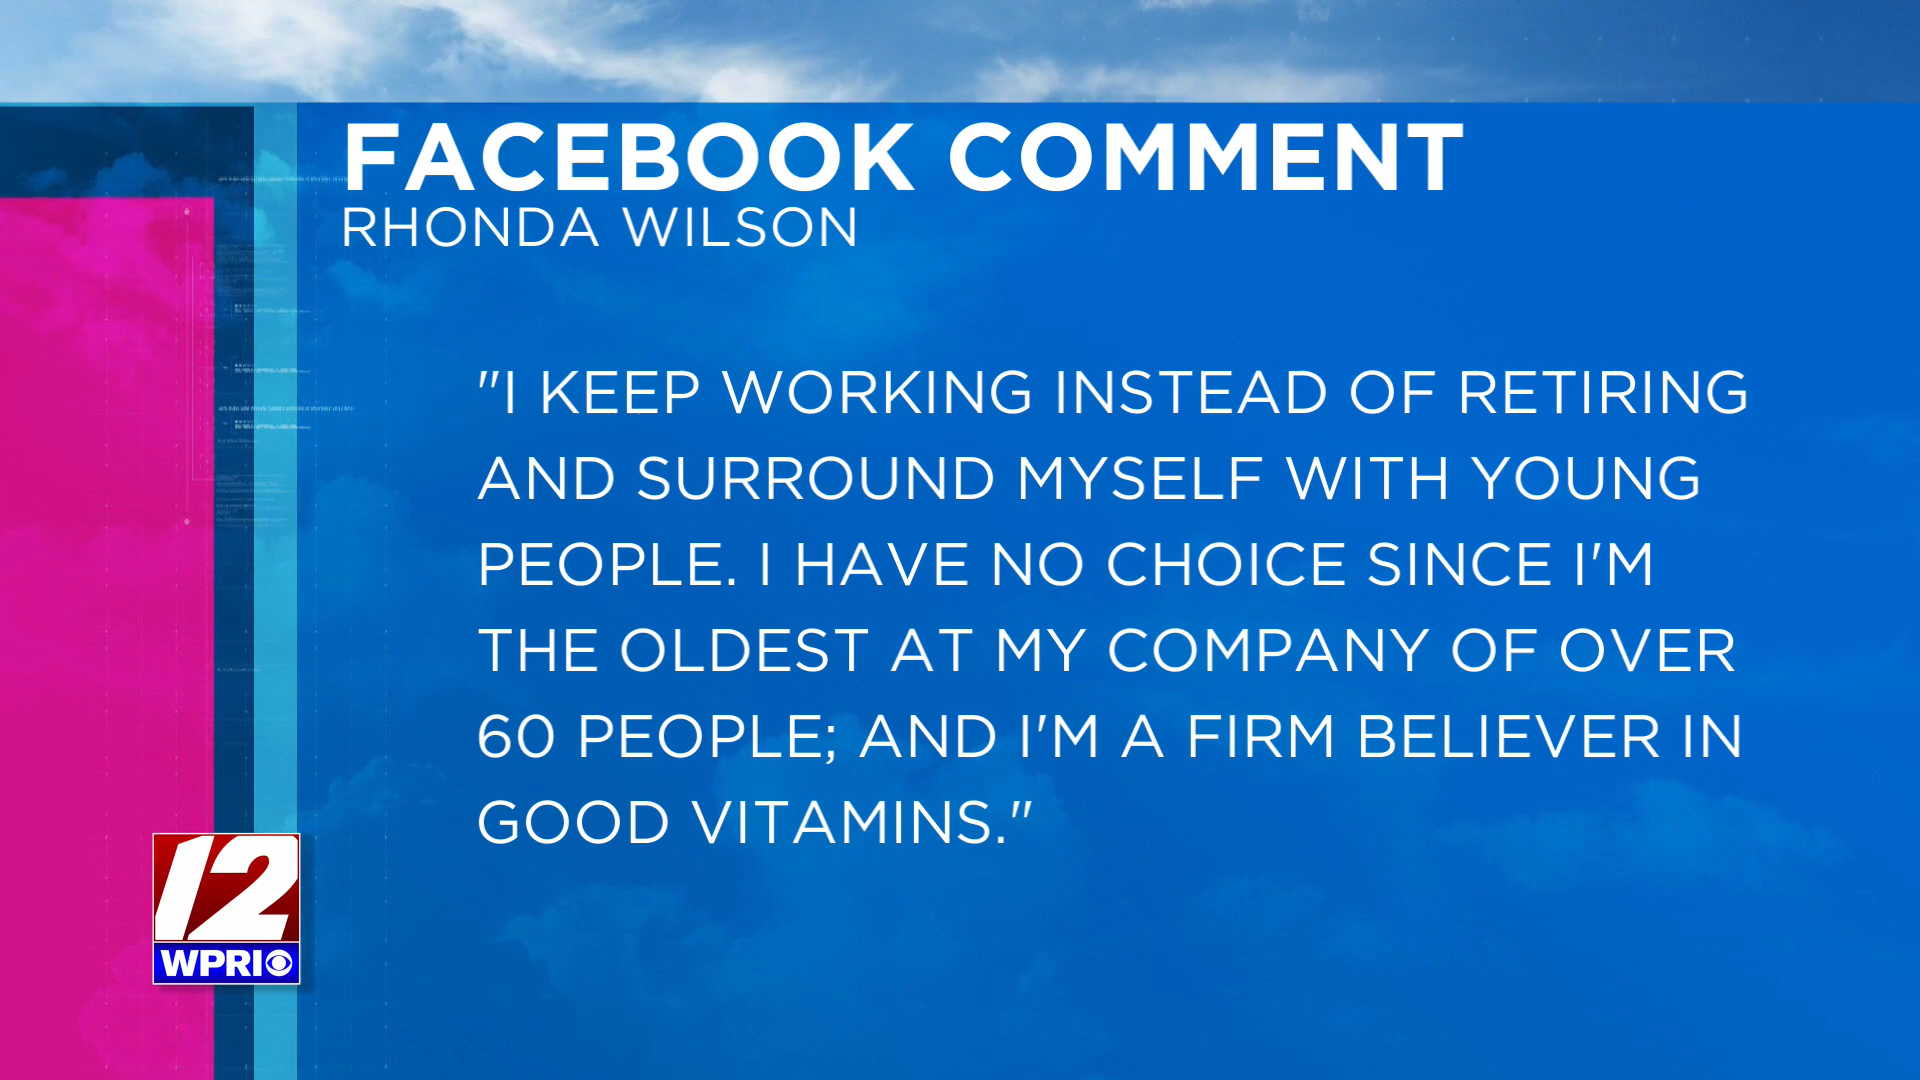 FACEBOOK COMMENT
RHONDA WILSON
"I KEEP WORKING INSTEAD OF RETIRING
AND SURROUND MYSELF WITH YOUNG
PEOPLE. I HAVE NO CHOICE SINCE I'M
THE OLDEST AT MY COMPANY OF OVER
60 PEOPLE; AND I'M A FIRM BELIEVER IN
GOOD VITAMINS."
12
WPRI